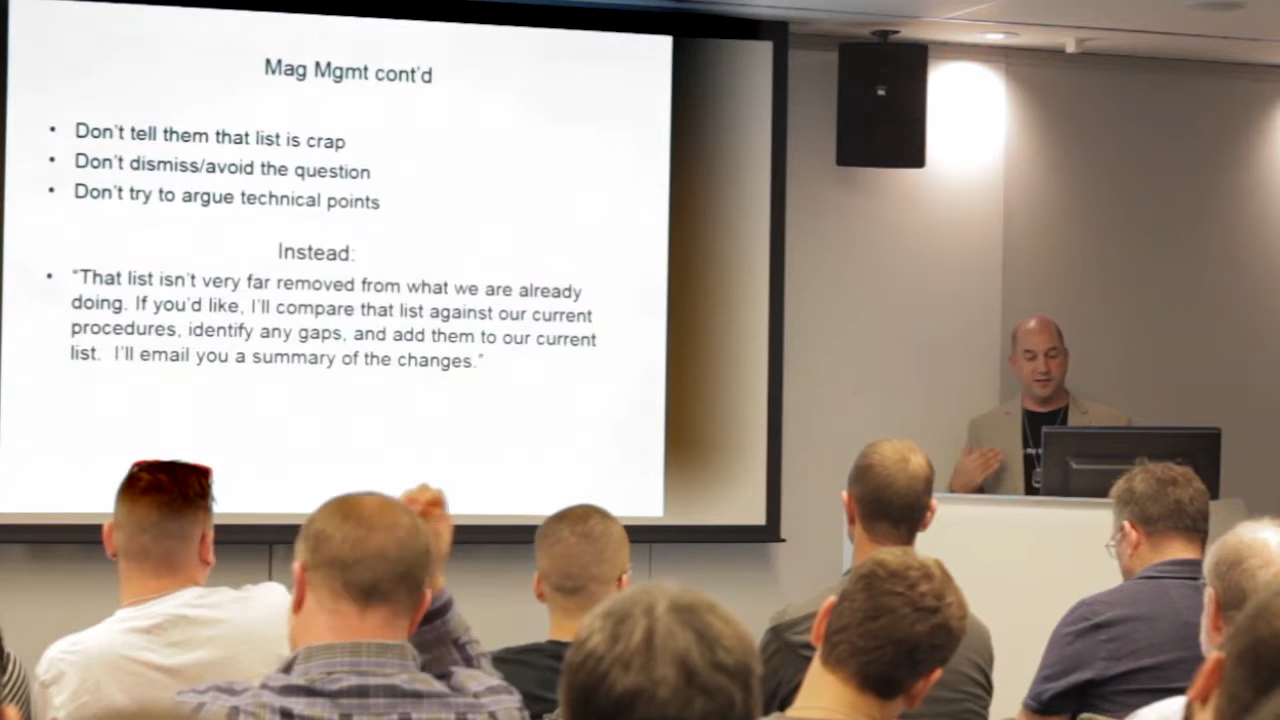 Mag Mgmt cont'd
• Don't tell them that list is crap
• Don't dismiss/avoid the question
• Don't try to argue technical points
Instead:
• "That list isn't very far removed from what we are already
doing. If you'd like, I'll compare that list against our current
procedures, identify any gaps, and add them to our current
list. I'll email you a summary of the changes."